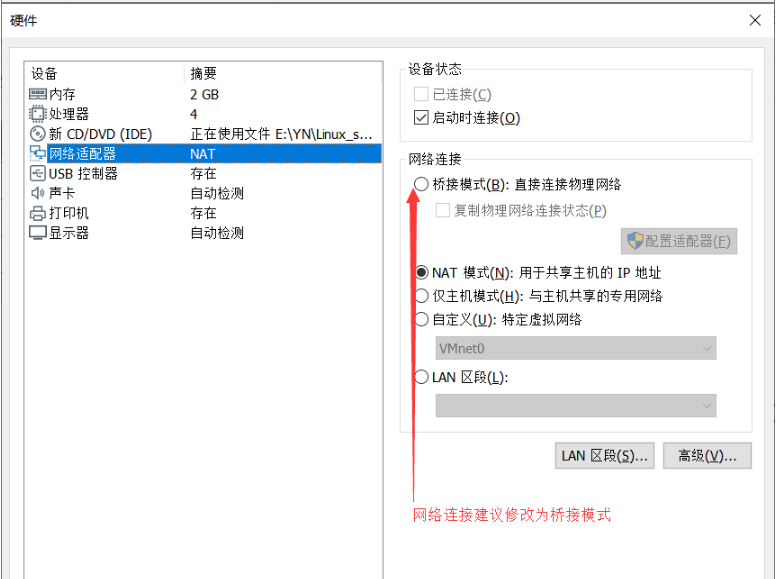 硬件
设备 摘要
内存 2 GB
处理器 4
新 CD/DVD (IDE) 正在使用文件 E:\YN\Linux_s...
网络适配器 NAT
USB 控制器 存在
声卡 自动检测
打印机 存在
显示器 自动检测
设备状态
已连接(C)
启动时连接(O)
网络连接
桥接模式(B): 直接连接物理网络
复制物理网络连接状态(P)
配置适配器(F)
NAT 模式(N): 用于共享主机的 IP 地址
仅主机模式(H): 与主机共享的专用网络
自定义(U): 特定虚拟网络
VMnet0
LAN 区段(L):
LAN 区段(S)... 高级(V)...
网络连接建议修改为桥接模式